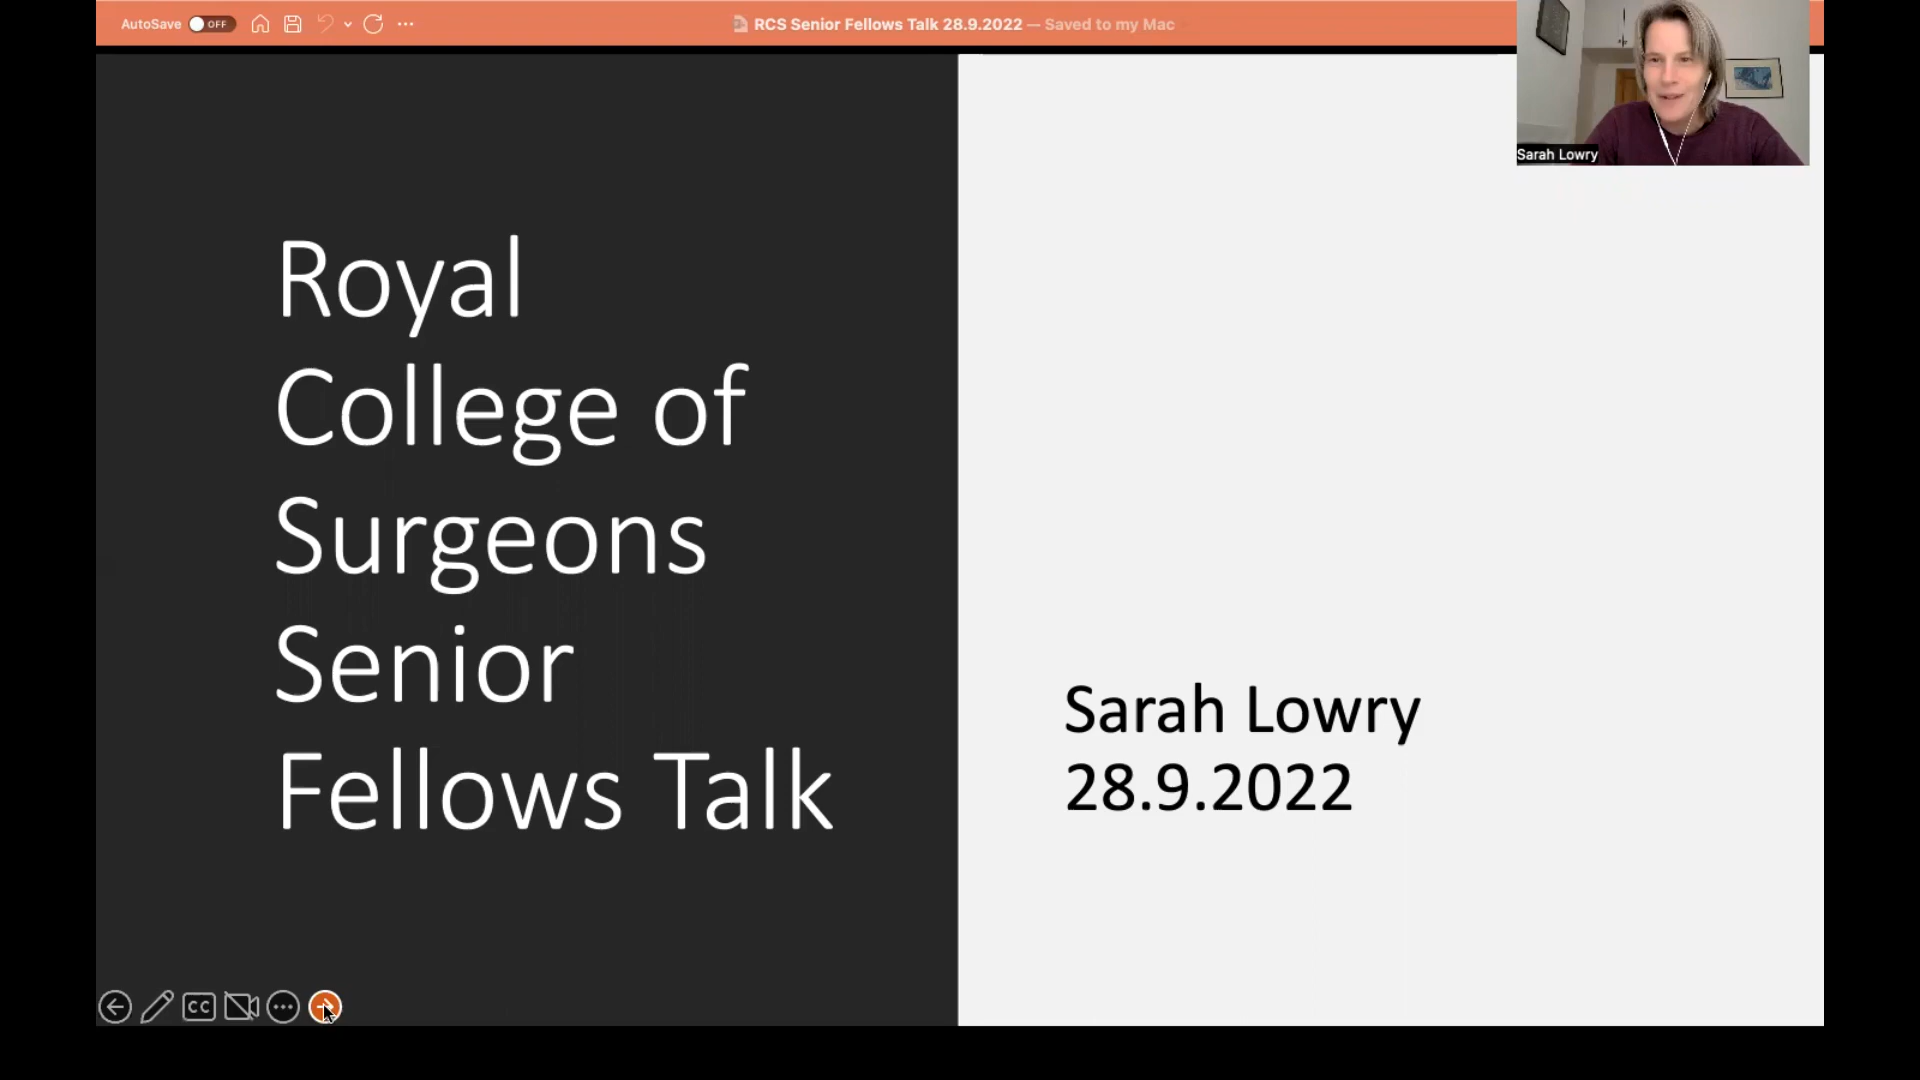 AutoSave OFF
RCS Senior Fellows Talk 28.9.2022 — Saved to my Mac
Sarah Lowry
Royal
College of
Surgeons
Senior
Fellows Talk
Sarah Lowry
28.9.2022
CC